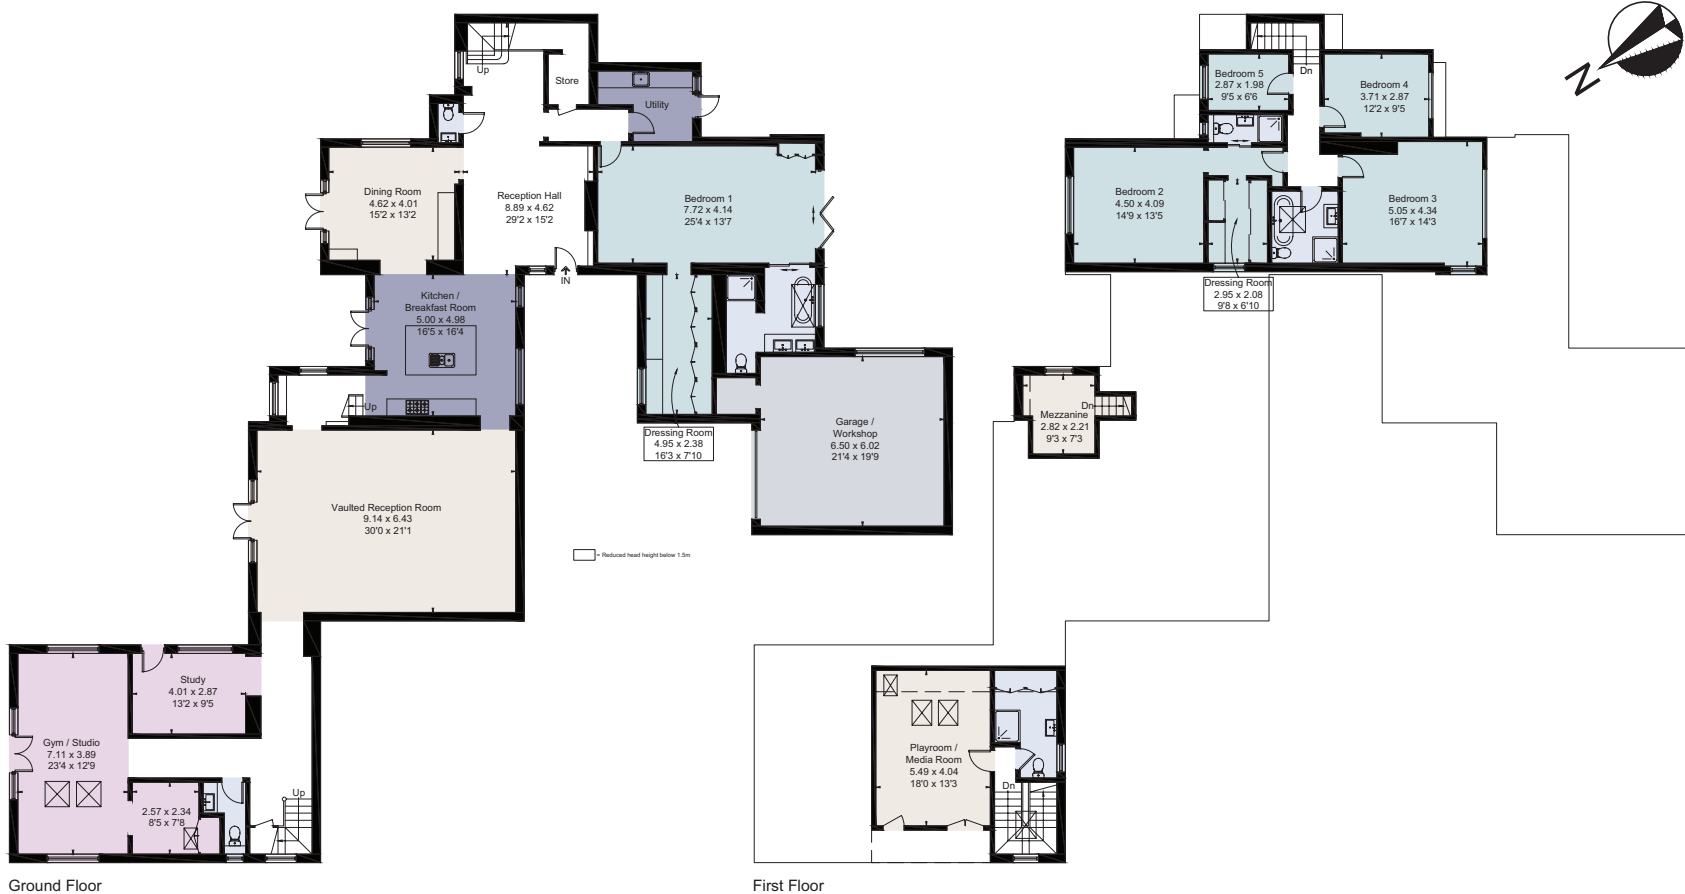 Up
Store
Utility
Dining Room
4.62 x 4.01
15'2 x 13'2
Reception Hall
8.89 x 4.62
29'2 x 15'2
Bedroom 1
7.72 x 4.14
25'4 x 13'7
IN
Kitchen /
Breakfast Room
5.00 x 4.98
16'5 x 16'4
Up
Dressing Room
4.95 x 2.38
16'3 x 7'10
Garage /
Workshop
6.50 x 6.02
21'4 x 19'9
Vaulted Reception Room
9.14 x 6.43
30'0 x 21'1
= Reduced head height below 1.5m
Study
4.01 x 2.87
13'2 x 9'5
Gym / Studio
7.11 x 3.89
23'4 x 12'9
2.57 x 2.34
8'5 x 7'8
Up
Ground Floor
N
Bedroom 5
2.87 x 1.98
9'5 x 6'6
Dn
Bedroom 4
3.71 x 2.87
12'2 x 9'5
Bedroom 2
4.50 x 4.09
14'9 x 13'5
Bedroom 3
5.05 x 4.34
16'7 x 14'3
Dressing Room
2.95 x 2.08
9'8 x 6'10
Dn
Mezzanine
2.82 x 2.21
9'3 x 7'3
Playroom /
Media Room
5.49 x 4.04
18'0 x 13'3
Dn
First Floor